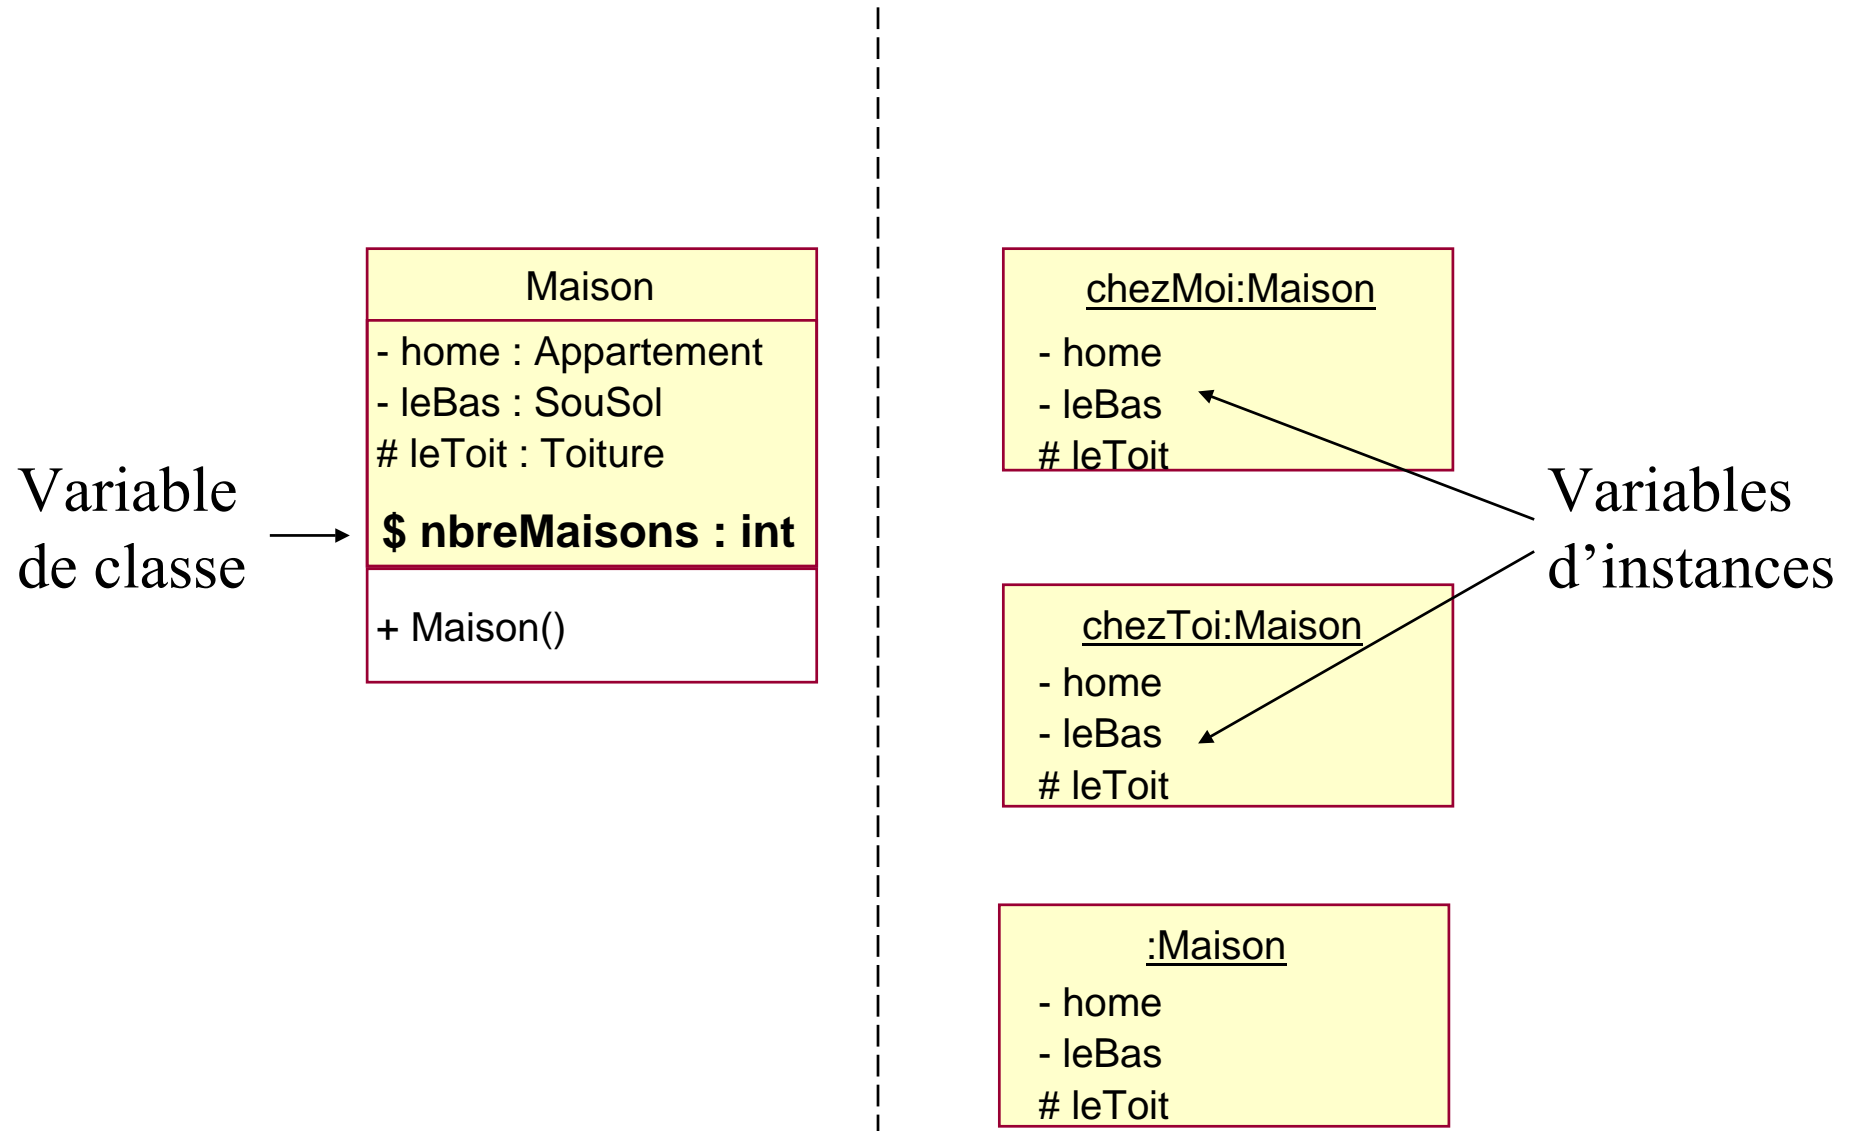 Variable
de classe
Maison
- home : Appartement
- leBas : SouSol
# leToit : Toiture
$ nbreMaisons : int
+ Maison()
chezMoi:Maison
- home
- leBas
# leToit
chezToi:Maison
- home
- leBas
# leToit
:Maison
- home
- leBas
# leToit
Variables
d’instances